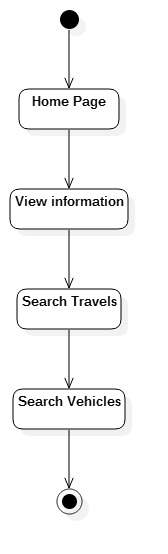 Home Page
View information
Search Travels
Search Vehicles